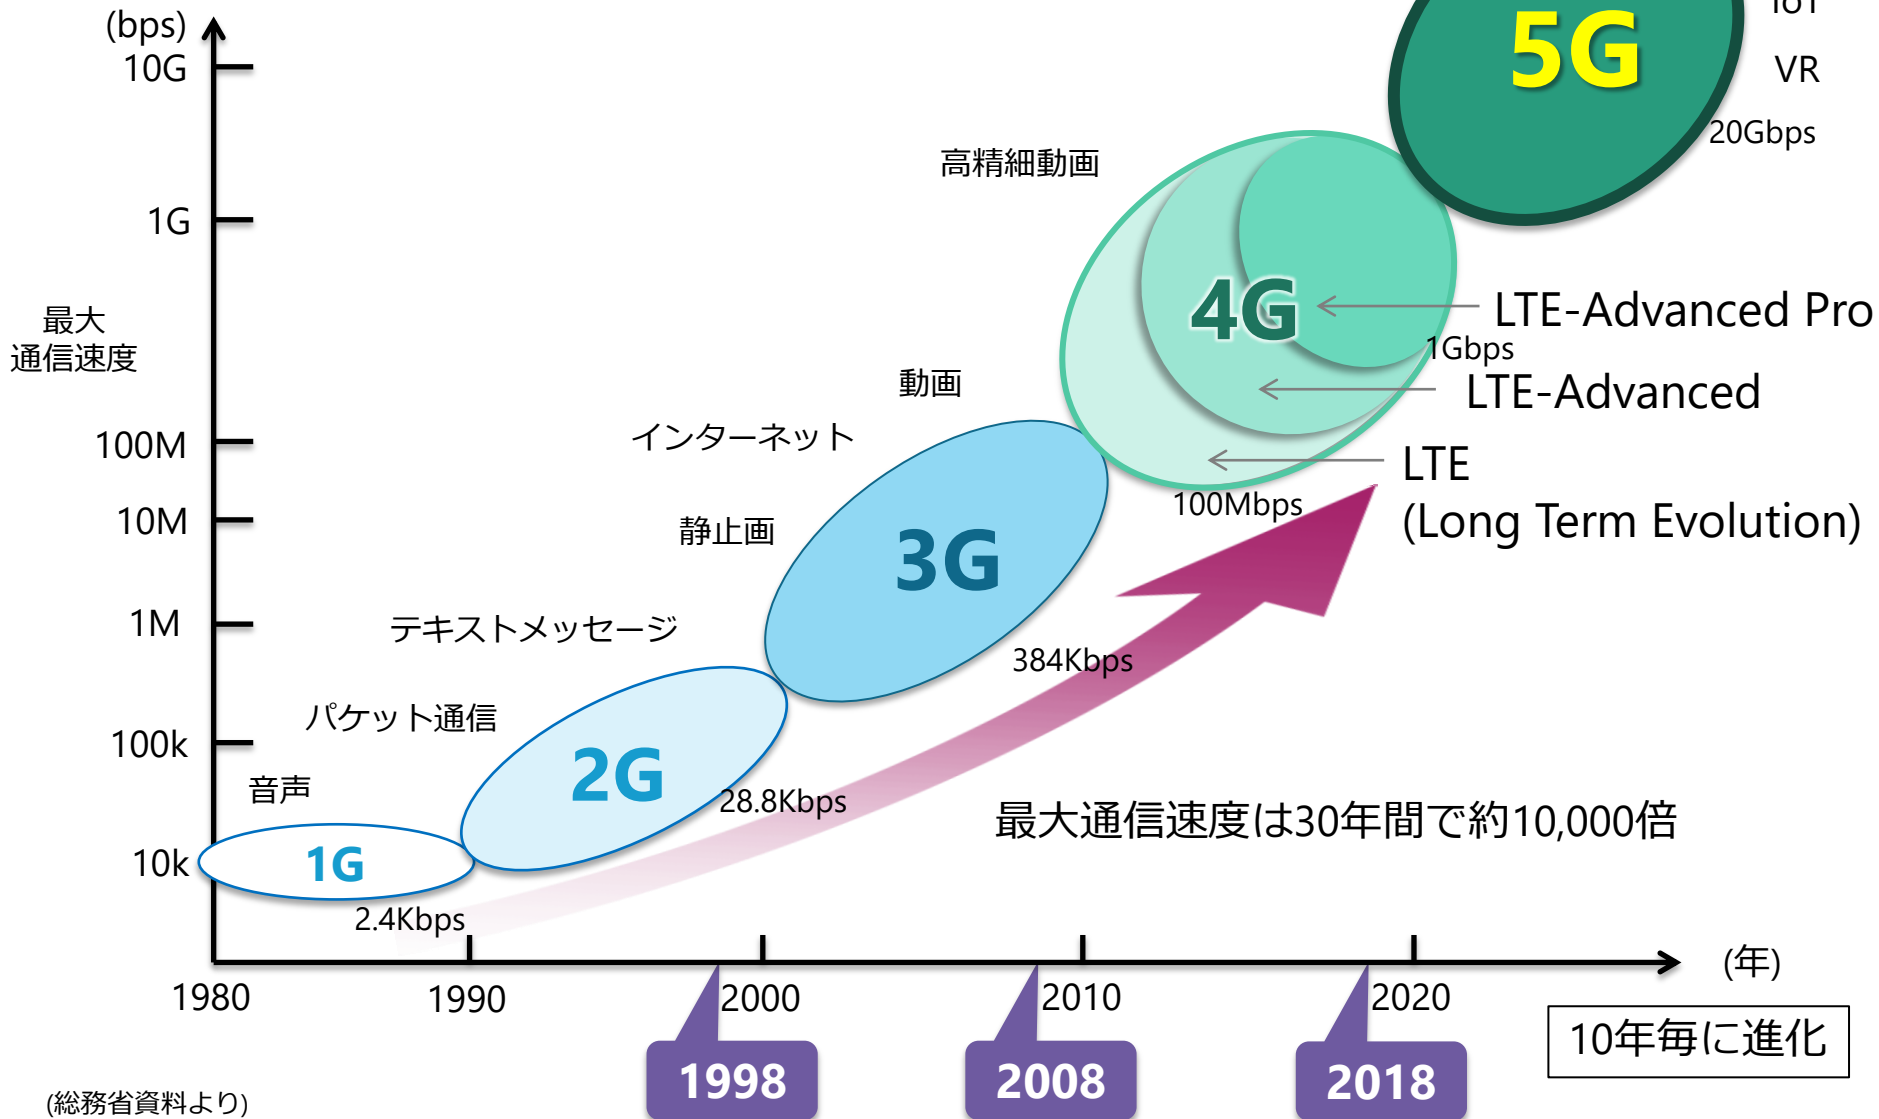 (bps)
10G
1G
最大
通信速度
100M
10M
1M
100k
10k
5G
IoT
VR
20Gbps
高精細動画
4G
LTE-Advanced Pro
1Gbps
LTE-Advanced
動画
インターネット
LTE
(Long Term Evolution)
100Mbps
静止画
3G
テキストメッセージ
384Kbps
パケット通信
2G
28.8Kbps
音声
1G
2.4Kbps
最大通信速度は30年間で約10,000倍
(年)
1980
1990
2000
2010
2020
10年毎に進化
1998
2008
2018
(総務省資料より)